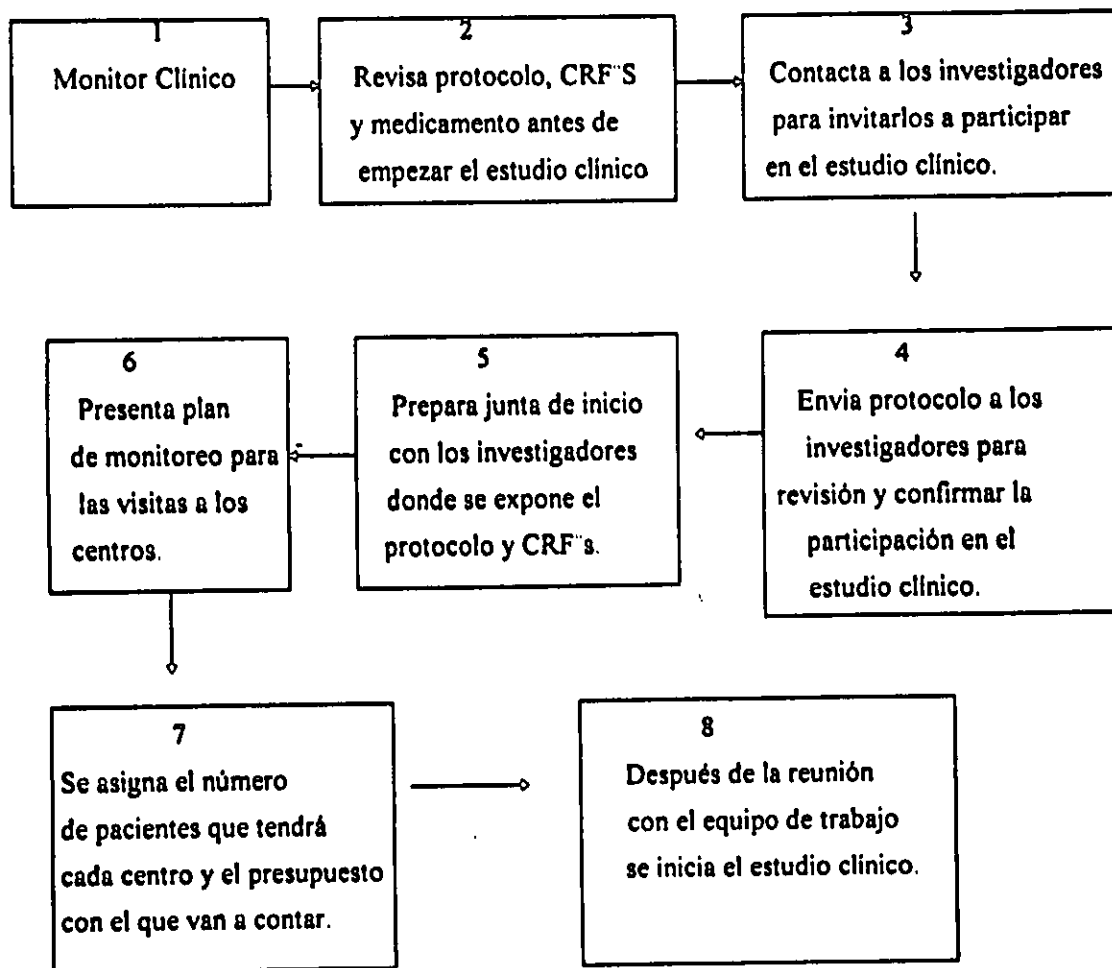 1
Monitor Clínico
2
Revisa protocolo, CRF¨S
y medicamento antes de
empezar el estudio clínico
3
Contacta a los investigadores
para invitarlos a participar
en el estudio clínico.
4
Envia protocolo a los
investigadores para
revisión y confirmar la
participación en el
estudio clínico.
5
Prepara junta de inicio
con los investigadores
donde se expone el
protocolo y CRF¨s.
6
Presenta plan
de monitoreo para
las visitas a los
centros.
7
Se asigna el número
de pacientes que tendrá
cada centro y el presupuesto
con el que van a contar.
8
Después de la reunión
con el equipo de trabajo
se inicia el estudio clínico.